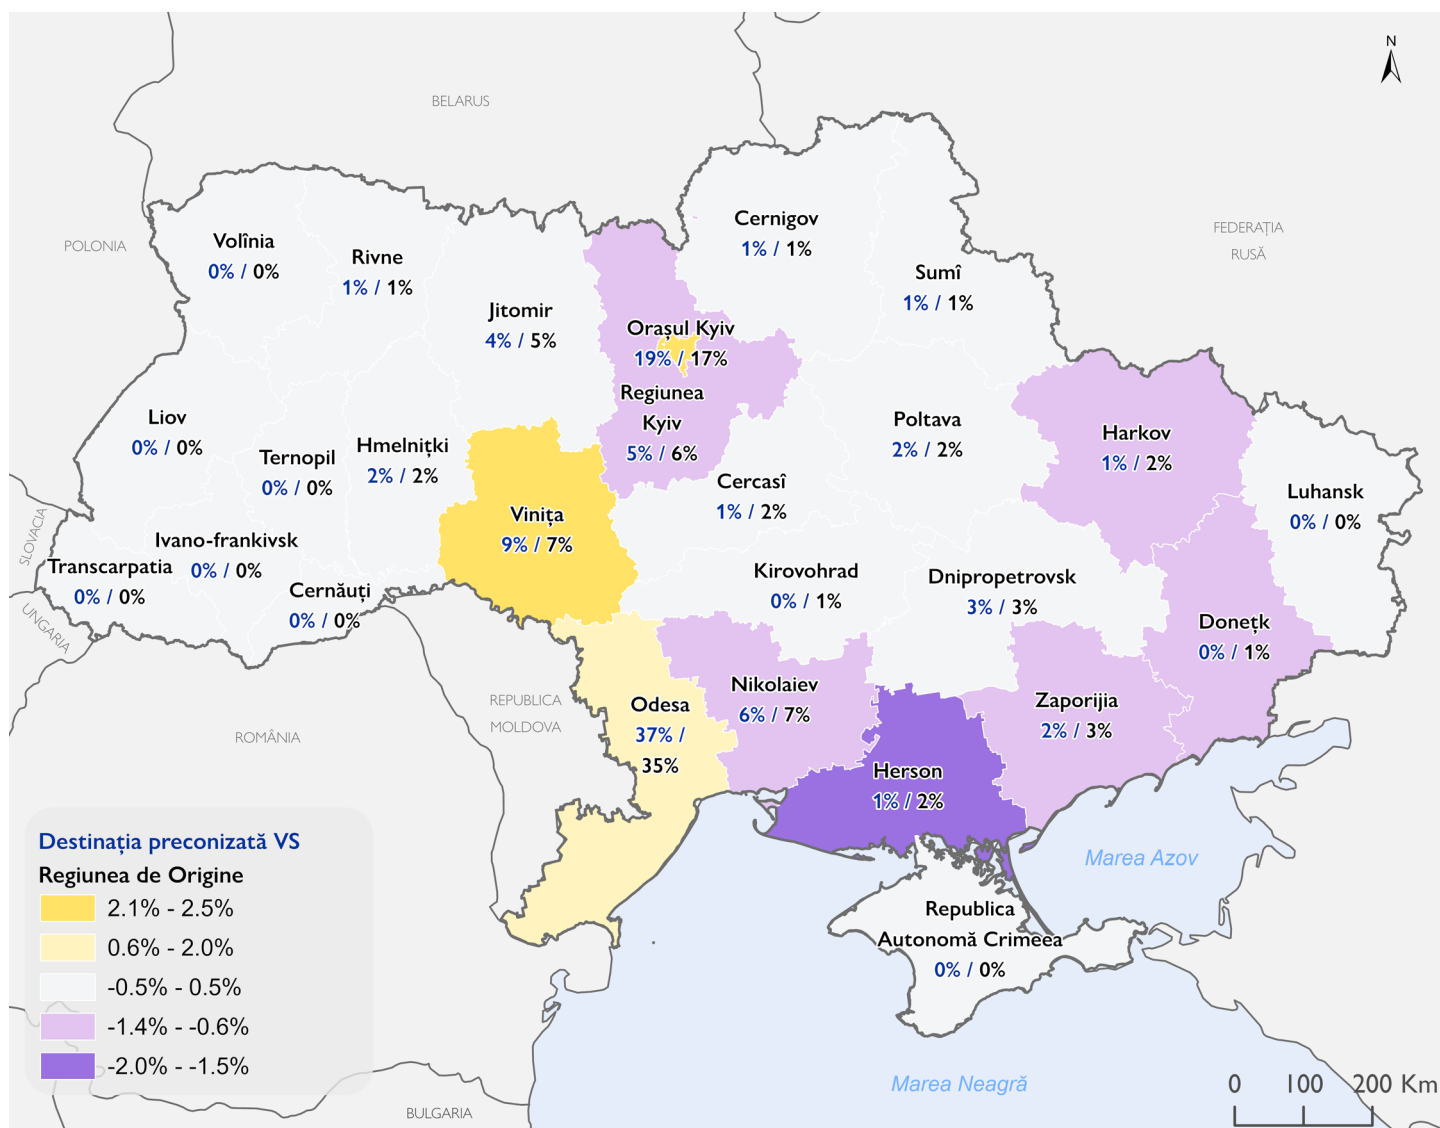 N
BELARUS
POLONIA
FEDERAȚIA
RUSĂ
SLOVACIA
UNGARIA
ROMÂNIA
REPUBLICA
MOLDOVA
BULGARIA
Marea Azov
Marea Neagră
Volînia
0% / 0%
Rivne
1% / 1%
Jitomir
4% / 5%
Cernigov
1% / 1%
Sumî
1% / 1%
Orașul Kyiv
19% / 17%
Regiunea
Kyiv
5% / 6%
Liov
0% / 0%
Ternopil
0% / 0%
Hmelnițki
2% / 2%
Vinița
9% / 7%
Cercasî
1% / 2%
Poltava
2% / 2%
Harkov
1% / 2%
Luhansk
0% / 0%
Ivano-frankivsk
0% / 0%
Transcarpatia
0% / 0%
Cernăuți
0% / 0%
Kirovohrad
0% / 1%
Dnipropetrovsk
3% / 3%
Donețk
0% / 1%
Odesa
37% /
35%
Nikolaiev
6% / 7%
Zaporijia
2% / 3%
Herson
1% / 2%
Republica
Autonomă Crimeea
0% / 0%
Destinația preconizată VS
Regiunea de Origine
2.1% - 2.5%
0.6% - 2.0%
-0.5% - 0.5%
-1.4% - -0.6%
-2.0% - -1.5%
0 100 200 Km